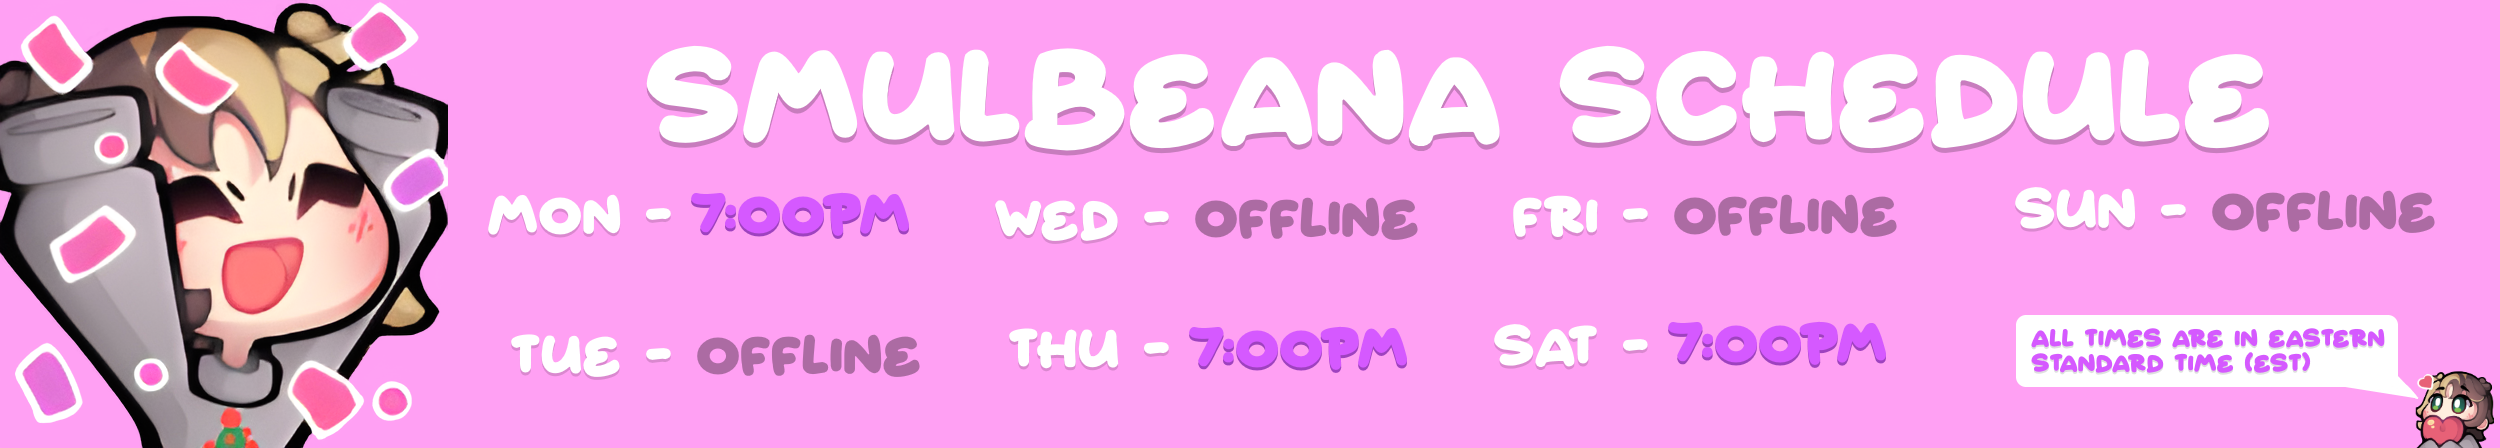 SMULBEANA SCHEDULE
MON - 7:00PM
TUE - OFFLINE
WED - OFFLINE
THU - 7:00PM
FRI - OFFLINE
SAT - 7:00PM
SUN - OFFLINE
ALL TIMES ARE IN EASTERN
STANDARD TIME (EST)